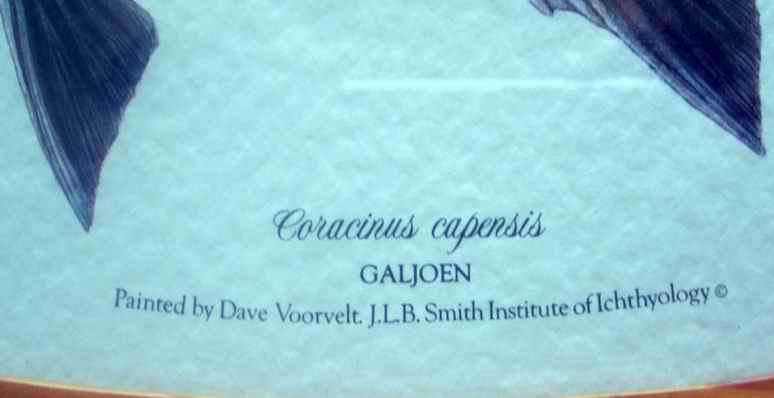 Coracinus capensis
GALJOEN
Painted by Dave Voorvelt. J.L.B. Smith Institute of Ichthyology ©